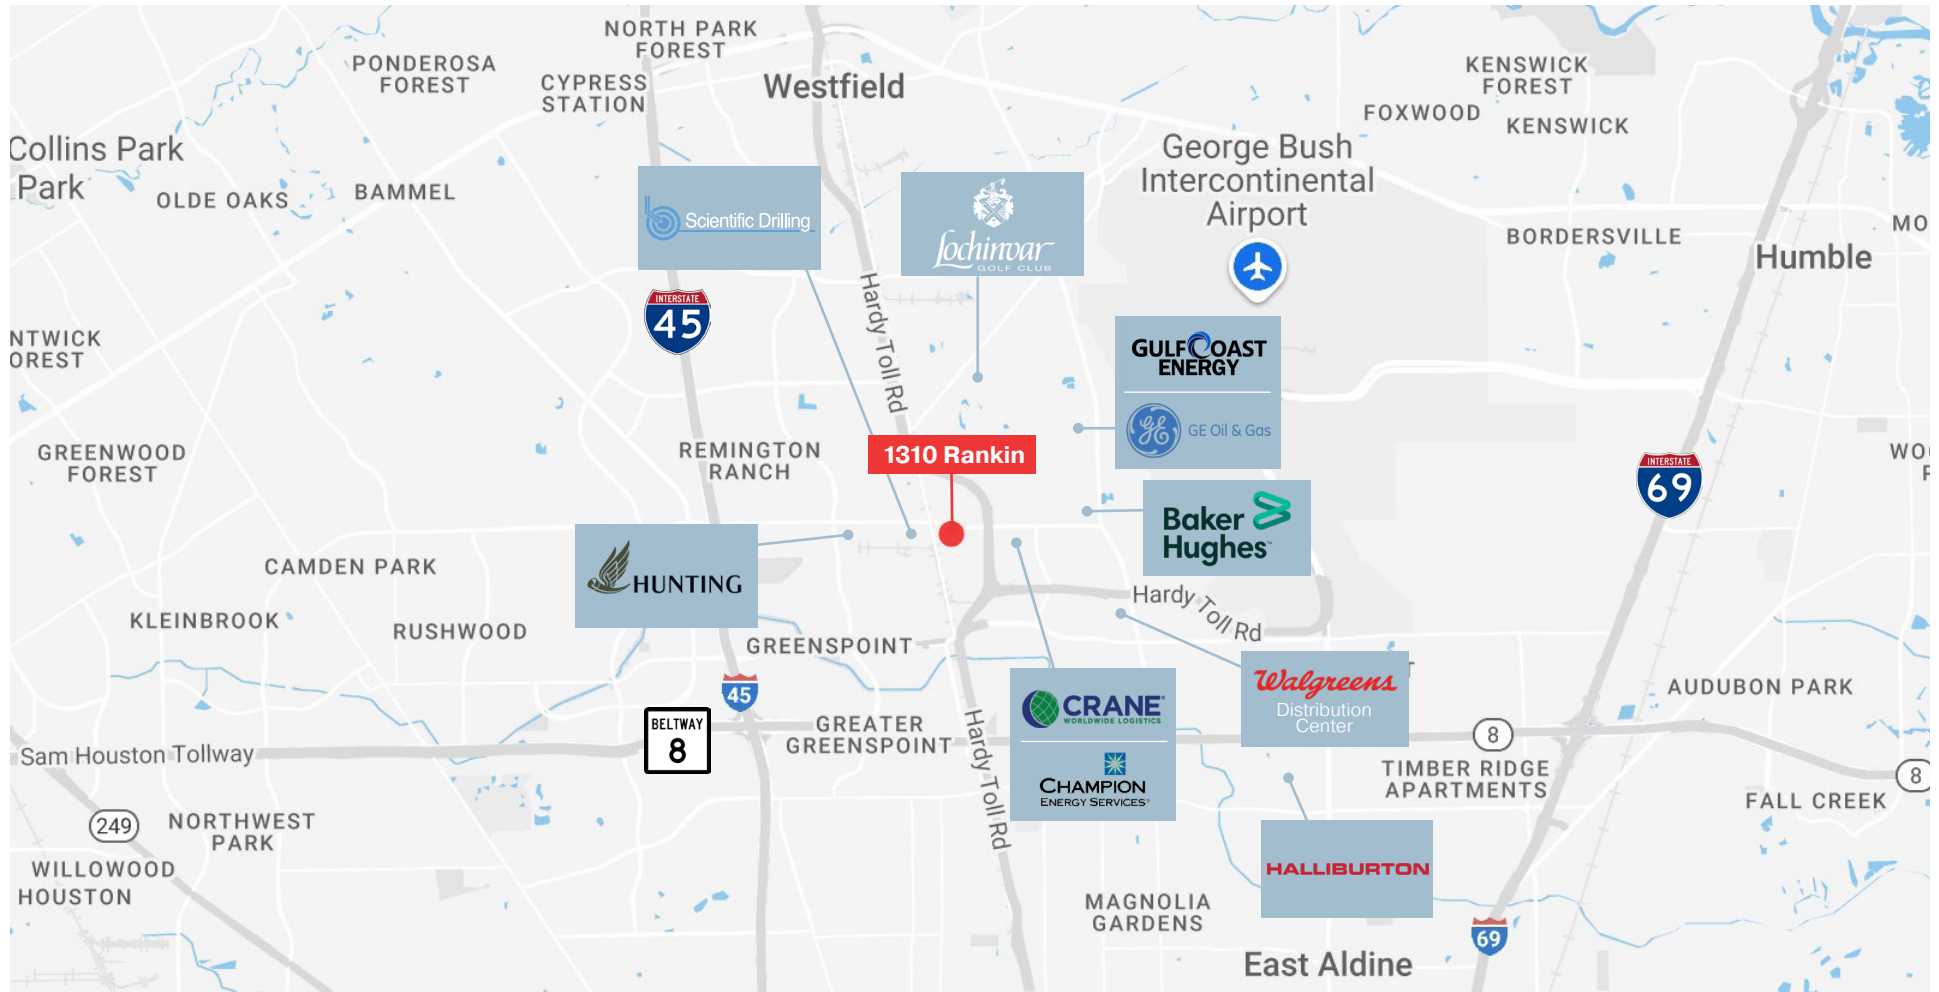 NORTH PARK
FOREST
PONDEROSA
FOREST
CYPRESS
STATION
Westfield
KENSWICK
FOREST
FOXWOOD
KENSWICK
Collins Park
Park
OLDE OAKS
BAMMEL
George Bush
Intercontinental
Airport
Scientific Drilling
Lochinvar
GOLF CLUB
BORDERSVILLE
MO
Humble
INTERSTATE
45
Hardy Toll Rd
NTWICK
OREST
GULF COAST
ENERGY
GE
GE Oil & Gas
GREENWOOD
FOREST
REMINGTON
RANCH
1310 Rankin
INTERSTATE
69
WO
F
Baker
Hughes
HUNTING
CAMDEN PARK
KLEINBROOK
RUSHWOOD
GREENSPOINT
Hardy Toll Rd
CRANE
WORLDWIDE LOGISTICS
CHAMPION
ENERGY SERVICES
Walgreens
Distribution
Center
T
AUDUBON PARK
45
BELTWAY
8
GREATER
GREENSPOINT
Hardy Toll Rd
Sam Houston Tollway
8
TIMBER RIDGE
APARTMENTS
8
FALL CREEK
249
NORTHWEST
PARK
WILLOWOOD
HOUSTON
HALLIBURTON
MAGNOLIA
GARDENS
69
East Aldine